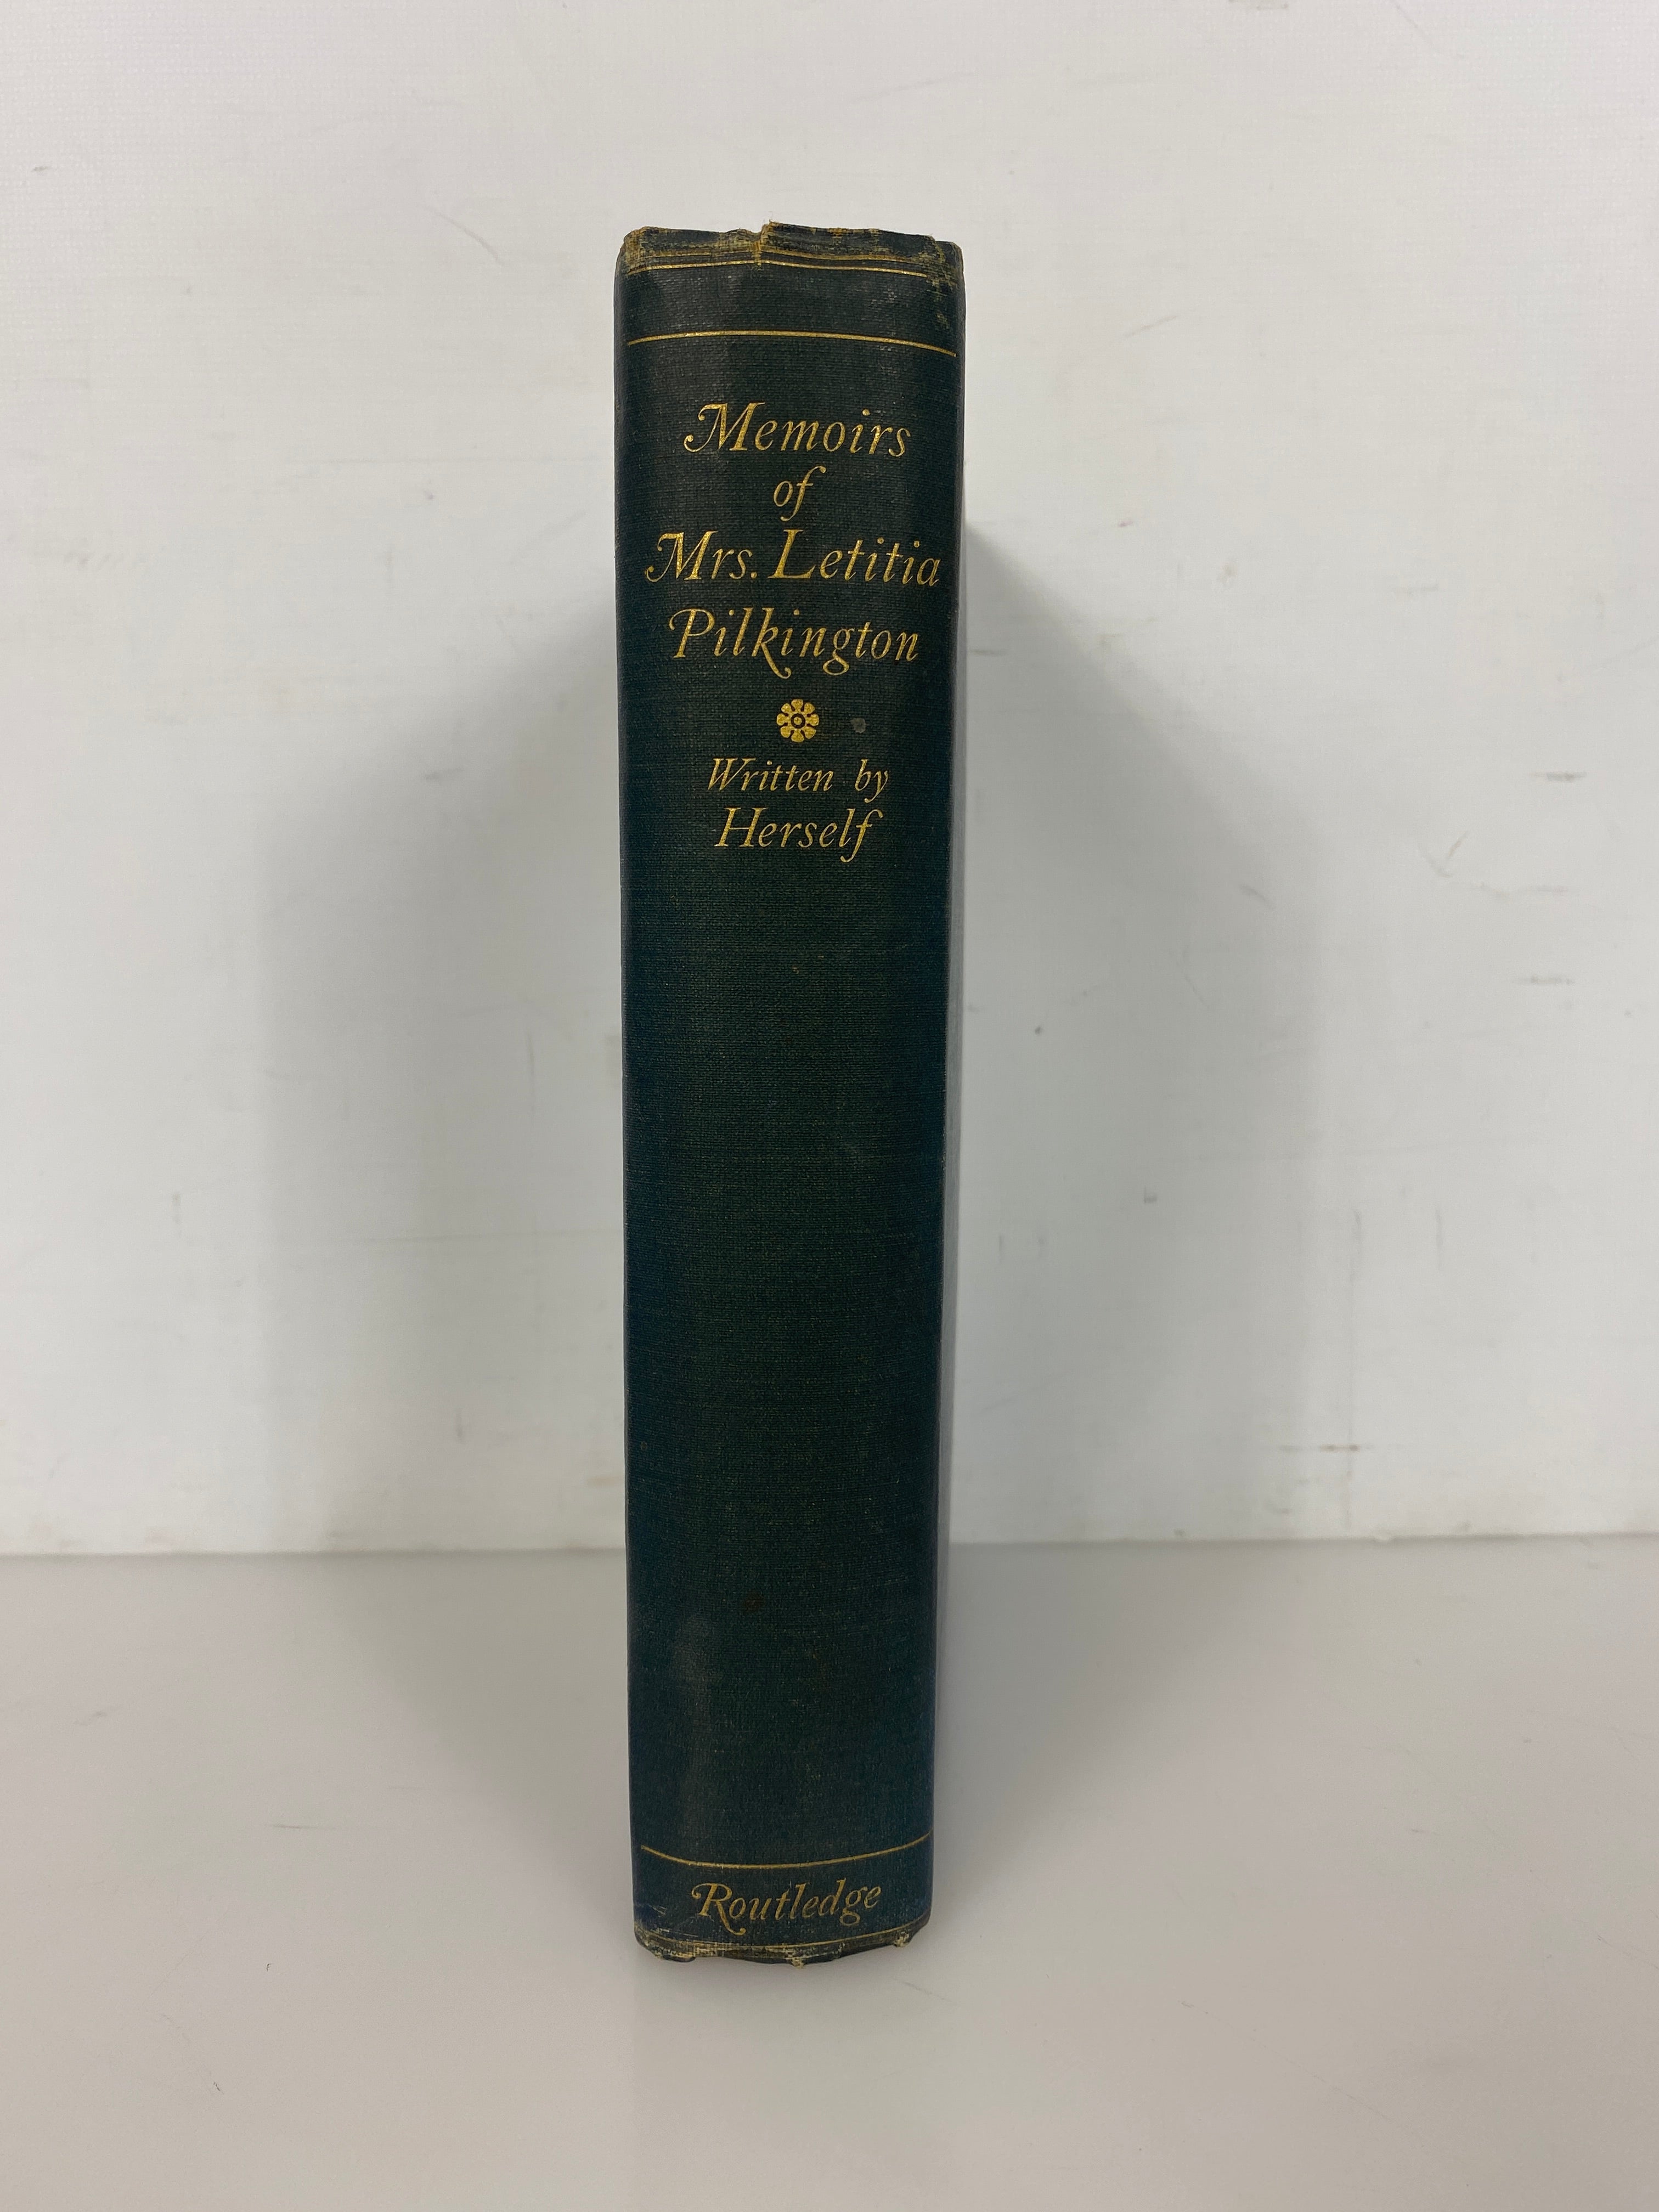 Memoirs
of
Mrs. Letitia
Pilkington
Written by
Herself
Routledge